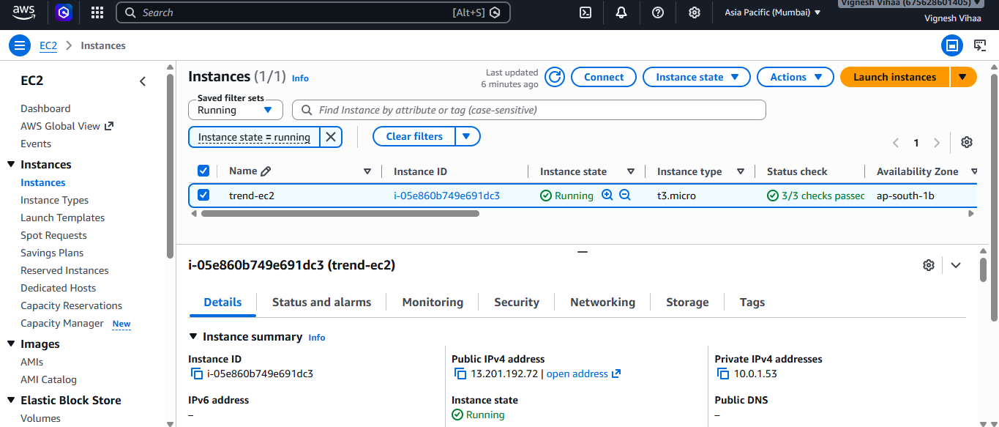 aws
Search [Alt+S]
Asia Pacific (Mumbai)
Vignesh Vihaa (675628601405)
Vignesh Vihaa
EC2
Instances
EC2
Dashboard
AWS Global View
Events
Instances
Instances
Instance Types
Launch Templates
Spot Requests
Savings Plans
Reserved Instances
Dedicated Hosts
Capacity Reservations
Capacity Manager New
Images
AMIs
AMI Catalog
Elastic Block Store
Volumes
Instances (1/1) Info
Last updated
6 minutes ago
Connect
Instance state
Actions
Launch instances
Saved filter sets
Running
Find Instance by attribute or tag (case-sensitive)
Instance state = running
Clear filters
1
Name Instance ID Instance state Instance type Status check Availability Zone
trend-ec2 i-05e860b749e691dc3 Running t3.micro 3/3 checks passed ap-south-1b
i-05e860b749e691dc3 (trend-ec2)
Details Status and alarms Monitoring Security Networking Storage Tags
Instance summary Info
Instance ID
i-05e860b749e691dc3
IPv6 address
–
Public IPv4 address
13.201.192.72 | open address
Instance state
Running
Private IPv4 addresses
10.0.1.53
Public DNS
–